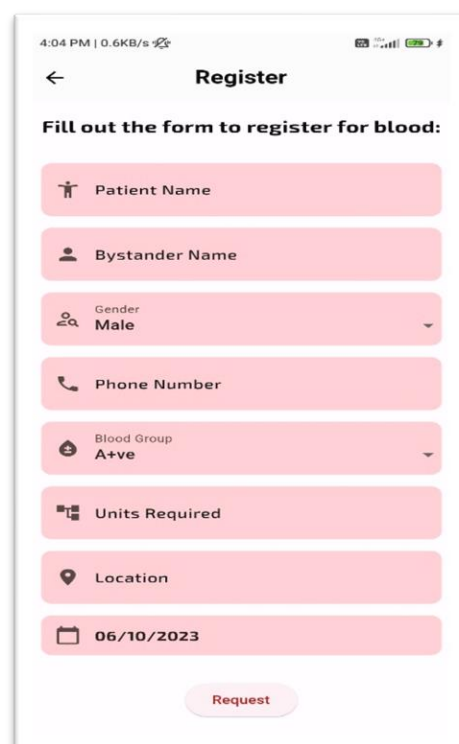 4:04 PM | 0.6KB/s
79
Register
Fill out the form to register for blood:
Patient Name
Bystander Name
Gender
Male
Phone Number
Blood Group
A+ve
Units Required
Location
06/10/2023
Request